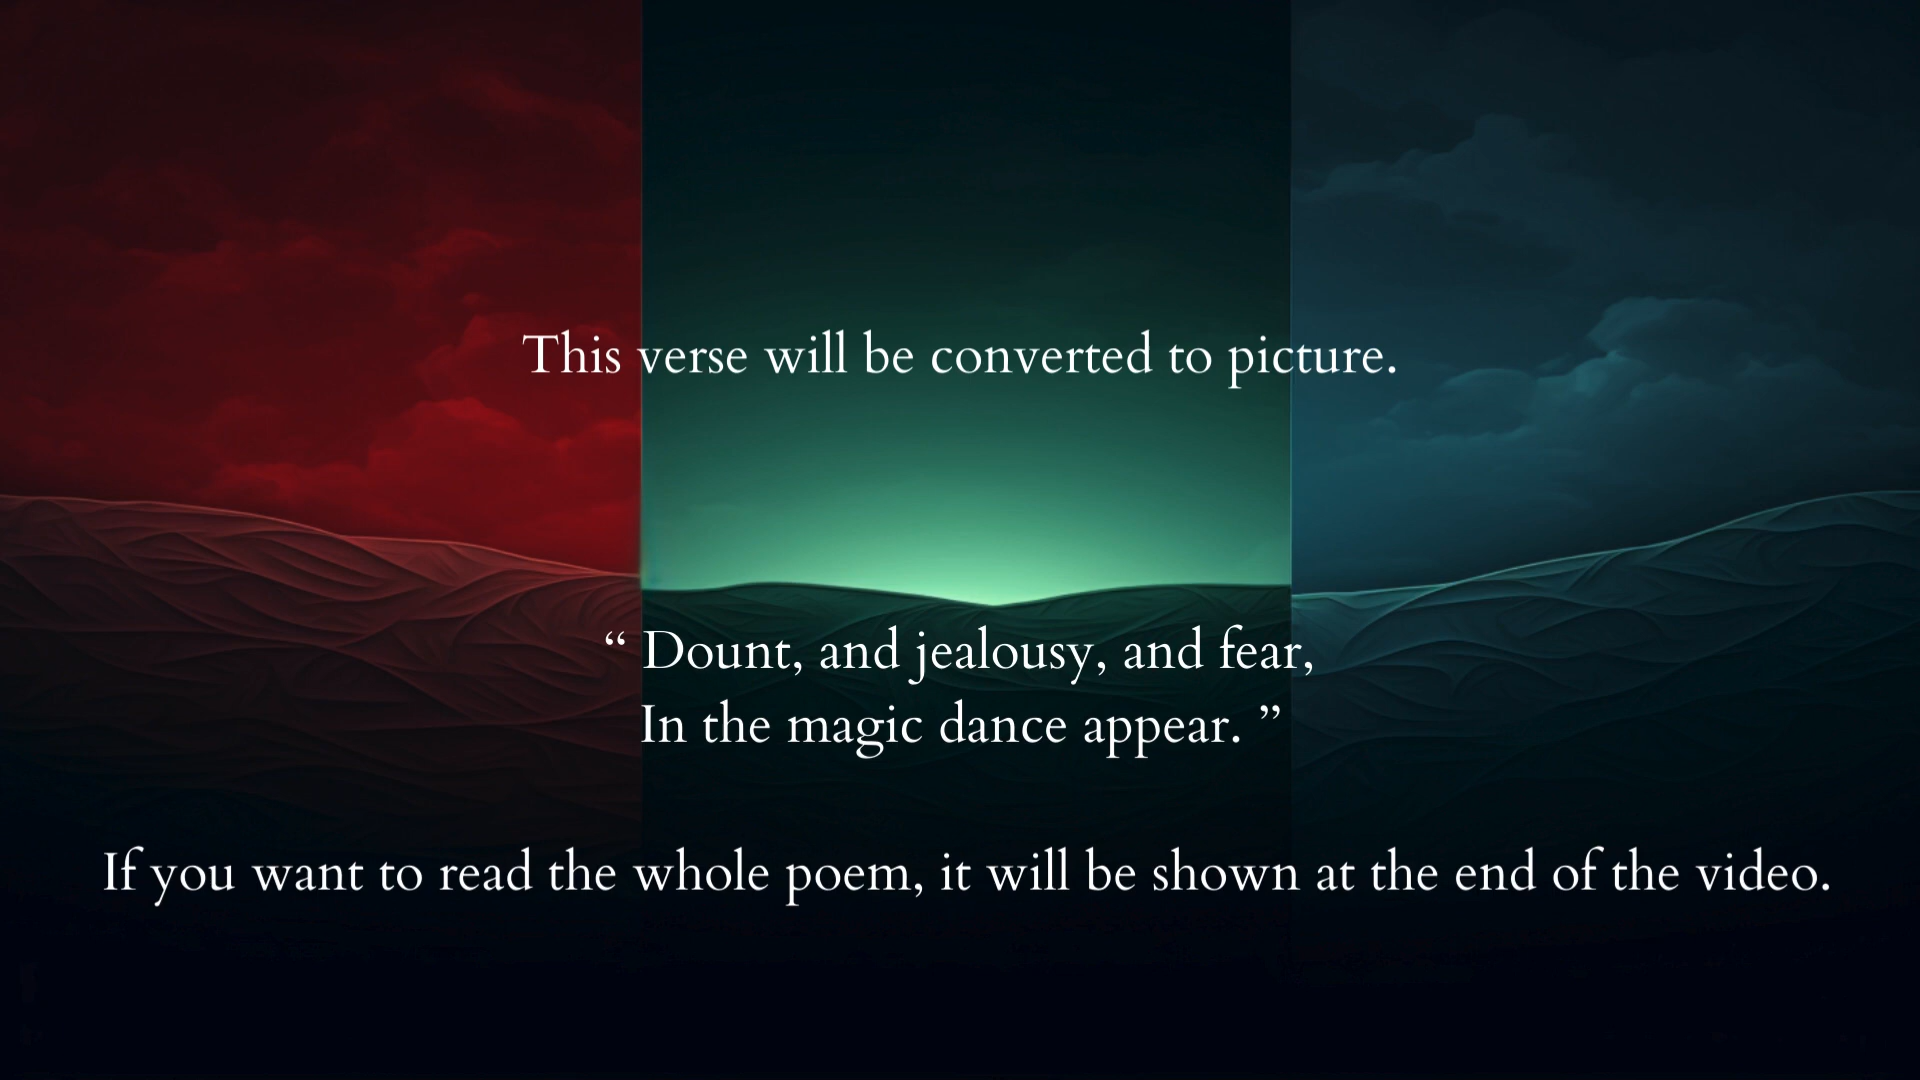 This verse will be converted to picture.
“ Dount, and jealousy, and fear,
In the magic dance appear. ”
If you want to read the whole poem, it will be shown at the end of the video.